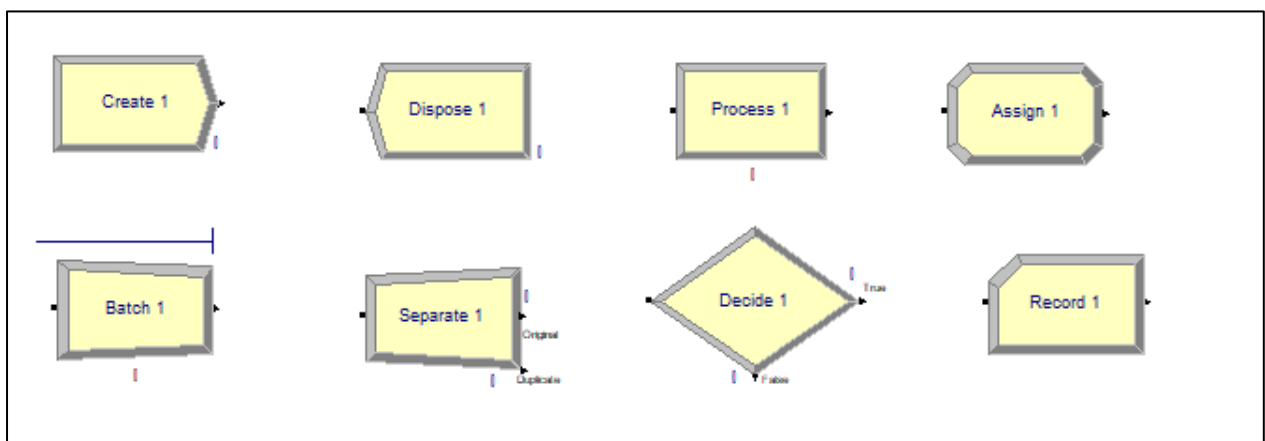 Create 1
Dispose 1
Process 1
Assign 1
Batch 1
Separate 1
Original
Duplicate
Decide 1
True
False
Record 1